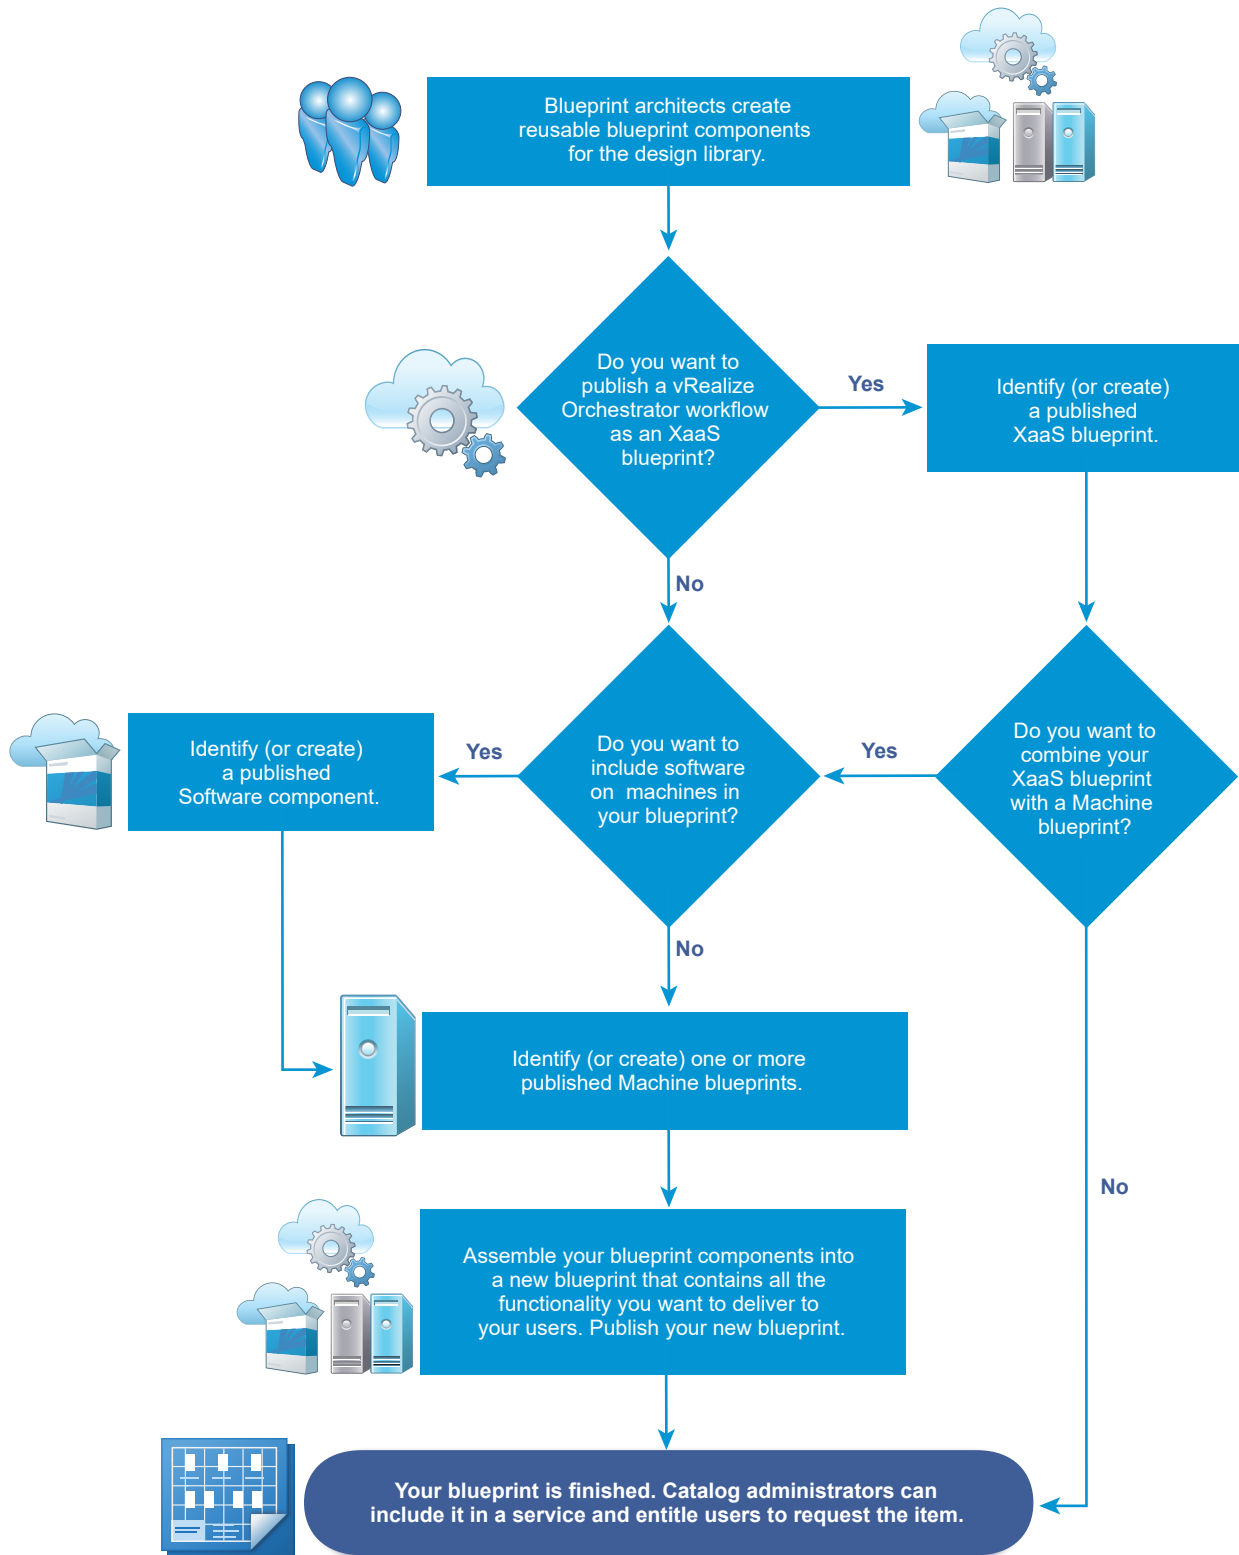 Blueprint architects create
reusable blueprint components
for the design library.
Do you want to
publish a vRealize
Orchestrator workflow
as an XaaS
blueprint?
Yes
Identify (or create)
a published
XaaS blueprint.
No
Identify (or create)
a published
Software component.
Yes
Do you want to
include software
on machines in
your blueprint?
Yes
Do you want to
combine your
XaaS blueprint
with a Machine
blueprint?
No
Identify (or create) one or more
published Machine blueprints.
No
Assemble your blueprint components into
a new blueprint that contains all the
functionality you want to deliver to
your users. Publish your new blueprint.
Your blueprint is finished. Catalog administrators can
include it in a service and entitle users to request the item.